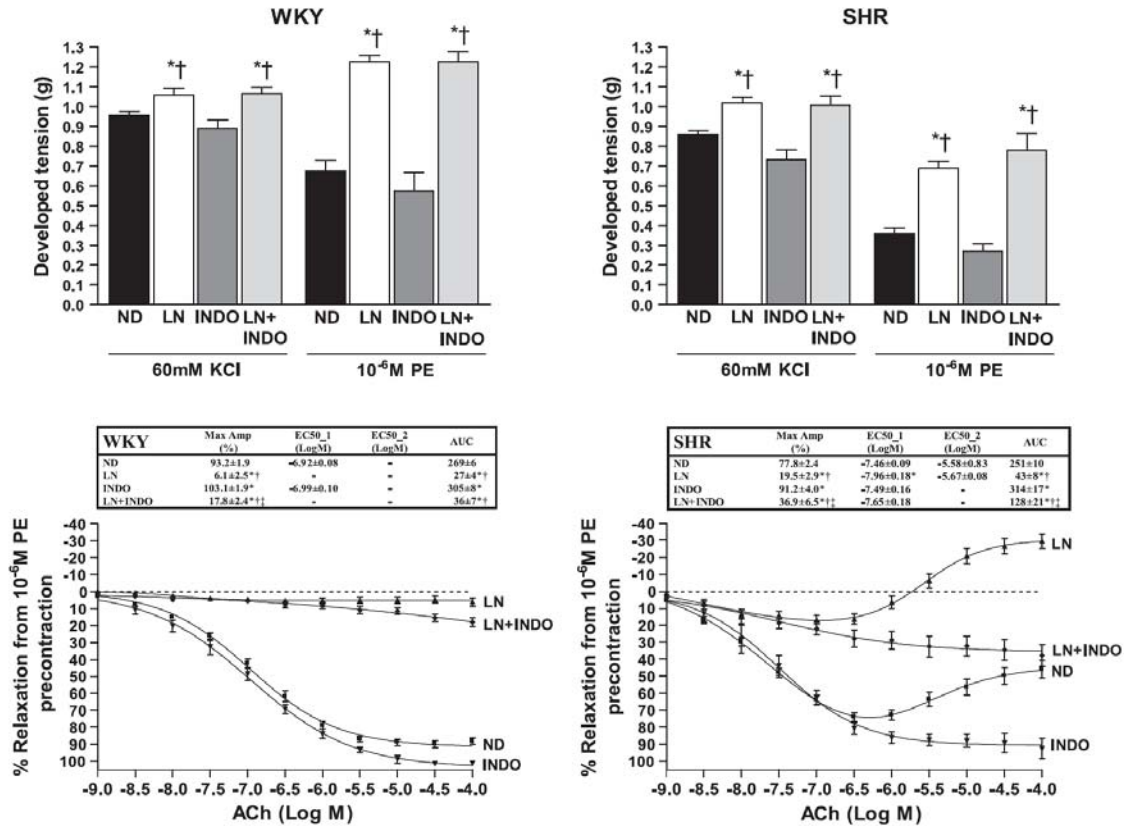 WKY
Developed tension (g)
1.3
1.2
1.1
1.0
0.9
0.8
0.7
0.6
0.5
0.4
0.3
0.2
0.1
0.0
*†
*†
*†
*†
ND LN INDO LN+ INDO ND LN INDO LN+ INDO
60mM KCl 10⁻⁶M PE
SHR
Developed tension (g)
1.3
1.2
1.1
1.0
0.9
0.8
0.7
0.6
0.5
0.4
0.3
0.2
0.1
0.0
*†
*†
*†
*†
ND LN INDO LN+ INDO ND LN INDO LN+ INDO
60mM KCl 10⁻⁶M PE
WKY Max Amp (%) EC50_1 (LogM) EC50_2 (LogM) AUC
ND 93.2±1.9 -6.92±0.08 - 269±6
LN 6.1±2.5*† - - 27±4*†
INDO 103.1±1.9* -6.99±0.10 - 305±8*
LN+INDO 17.8±2.4*†‡ - - 36±7*†
% Relaxation from 10⁻⁶M PE
precontraction
-40
-30
-20
-10
0
10
20
30
40
50
60
70
80
90
100
LN
LN+INDO
ND
INDO
-9.0 -8.5 -8.0 -7.5 -7.0 -6.5 -6.0 -5.5 -5.0 -4.5 -4.0
ACh (Log M)
SHR Max Amp (%) EC50_1 (LogM) EC50_2 (LogM) AUC
ND 77.8±2.4 -7.46±0.09 -5.58±0.83 251±10
LN 19.5±2.9*† -7.96±0.18* -5.67±0.08 43±8*†
INDO 91.2±4.0* -7.49±0.16 - 314±17*
LN+INDO 36.9±6.5*†‡ -7.65±0.18 - 128±21*†‡
% Relaxation from 10⁻⁶M PE
precontraction
-40
-30
-20
-10
0
10
20
30
40
50
60
70
80
90
100
LN
LN+INDO
ND
INDO
-9.0 -8.5 -8.0 -7.5 -7.0 -6.5 -6.0 -5.5 -5.0 -4.5 -4.0
ACh (Log M)